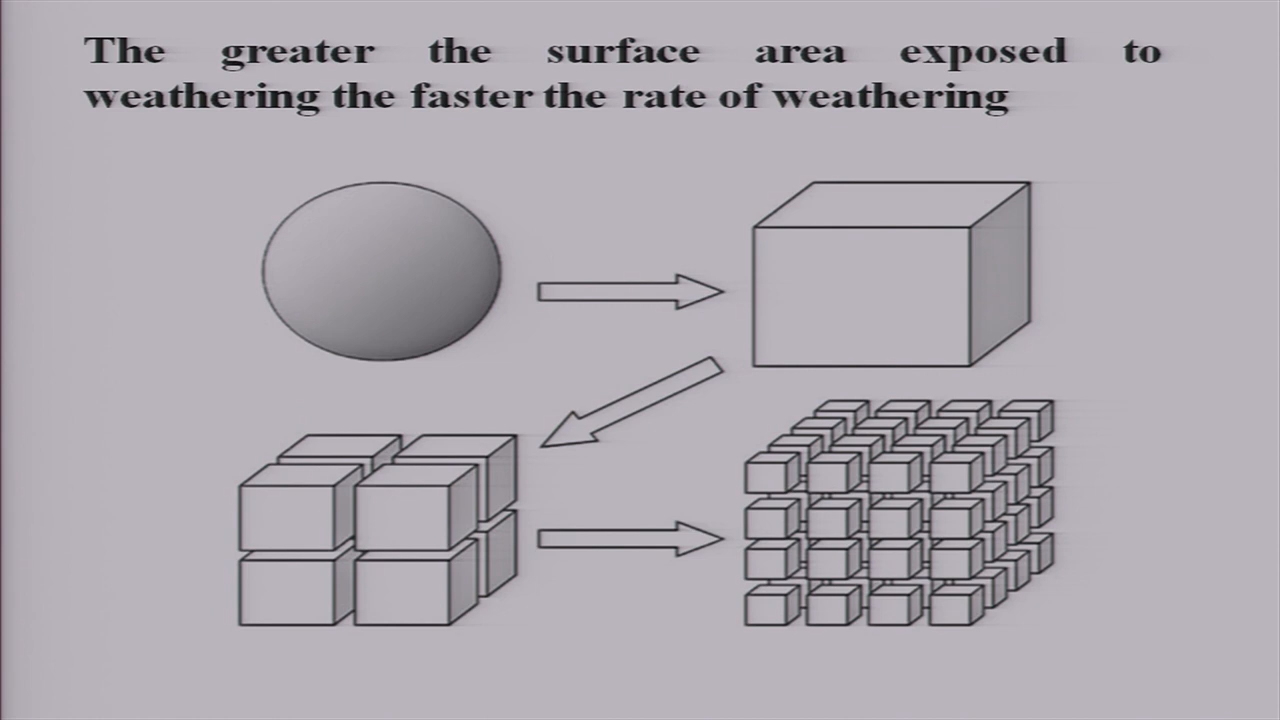 The greater the surface area exposed to
weathering the faster the rate of weathering